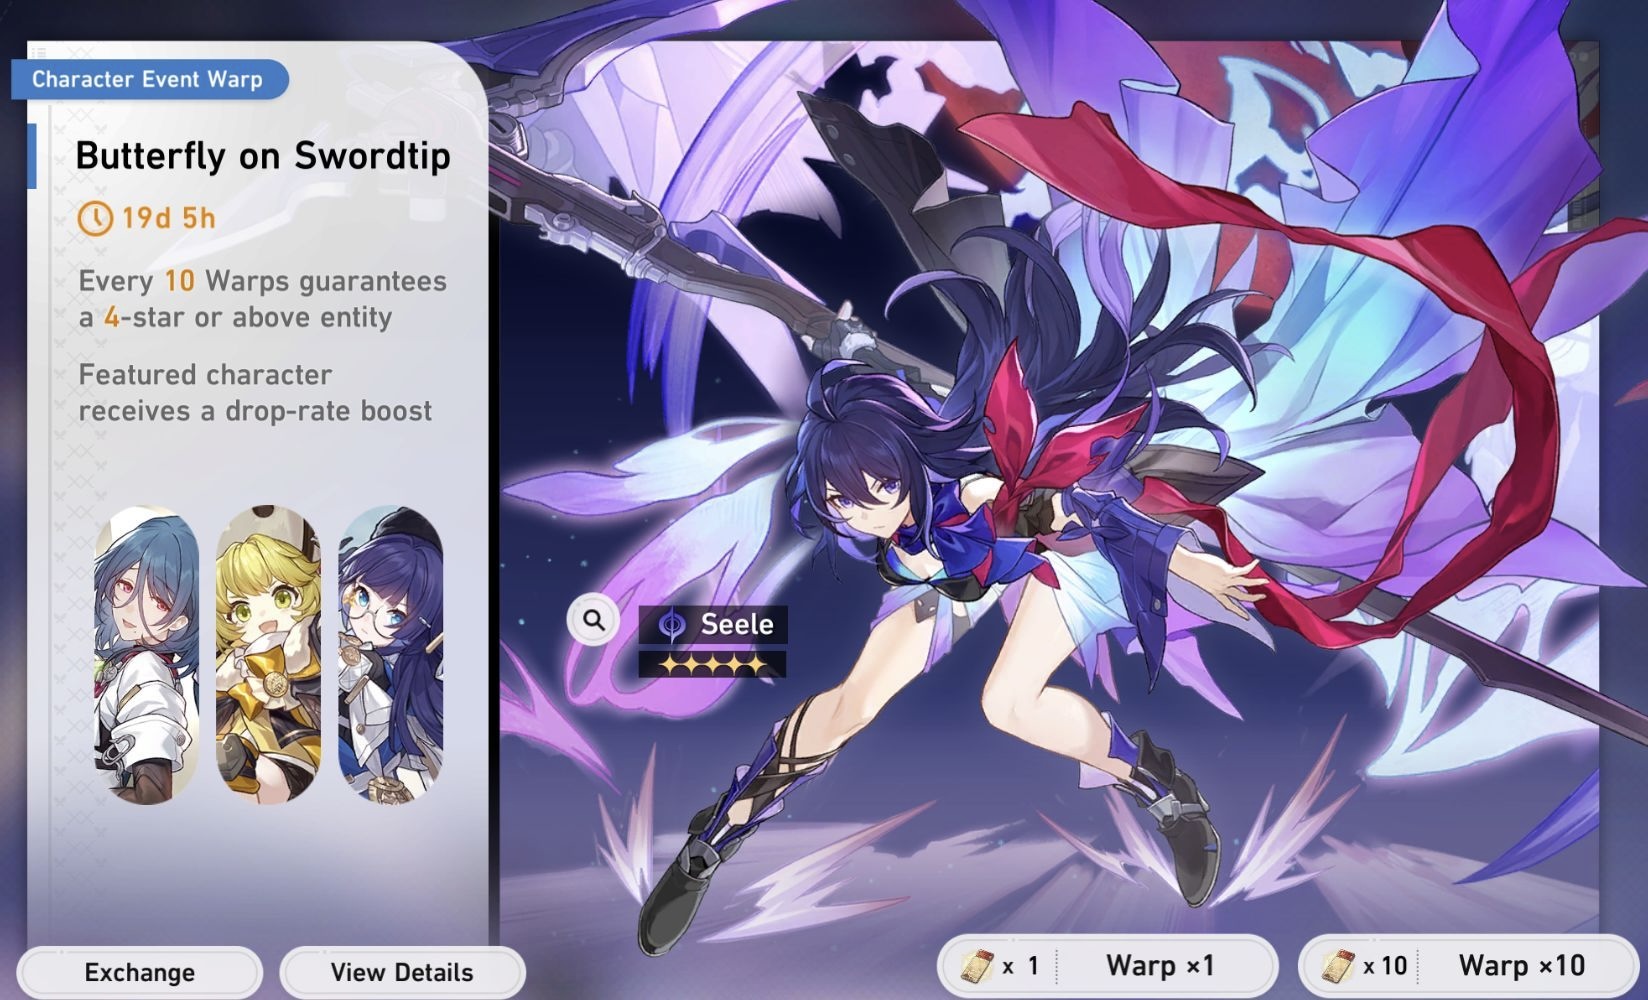 Character Event Warp
Butterfly on Swordtip
19d 5h
Every 10 Warps guarantees
a 4-star or above entity
Featured character
receives a drop-rate boost
Seele
Exchange
View Details
x 1
Warp ×1
x 10
Warp ×10